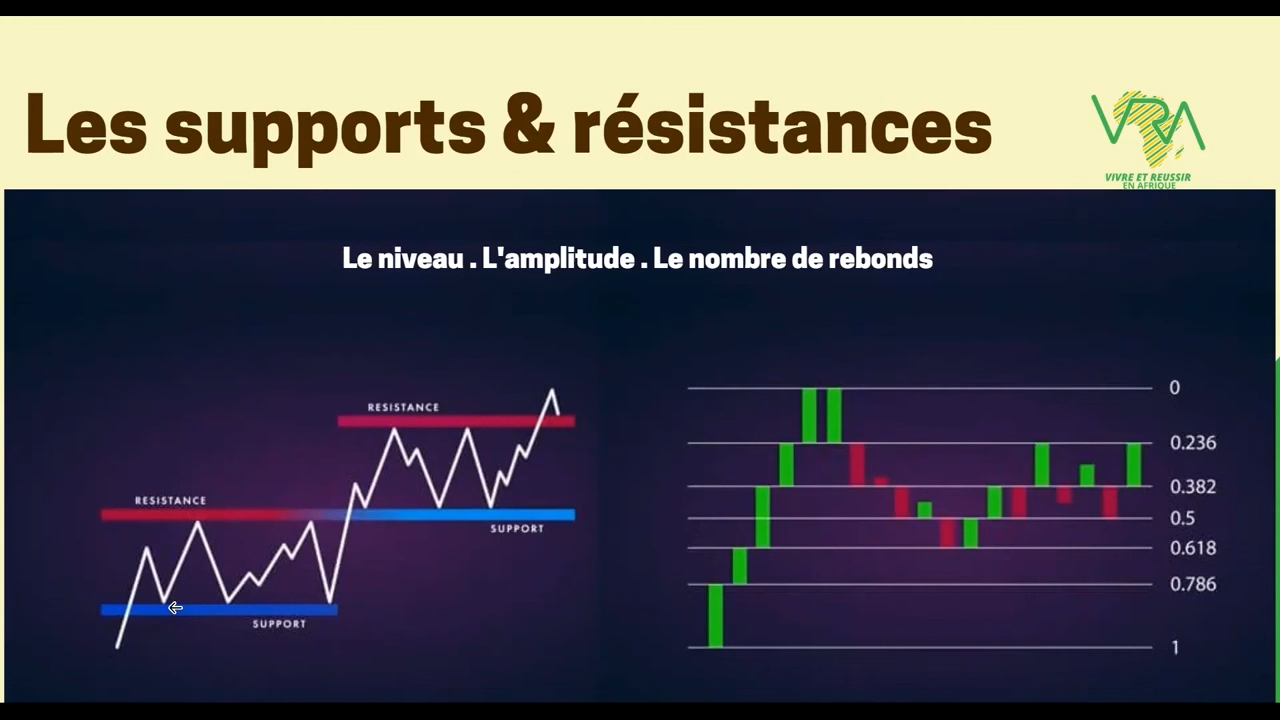 Les supports & résistances
VRA
VIVRE ET REUSSIR
EN AFRIQUE
Le niveau . L'amplitude . Le nombre de rebonds
RESISTANCE
RESISTANCE
SUPPORT
SUPPORT
0
0.236
0.382
0.5
0.618
0.786
1